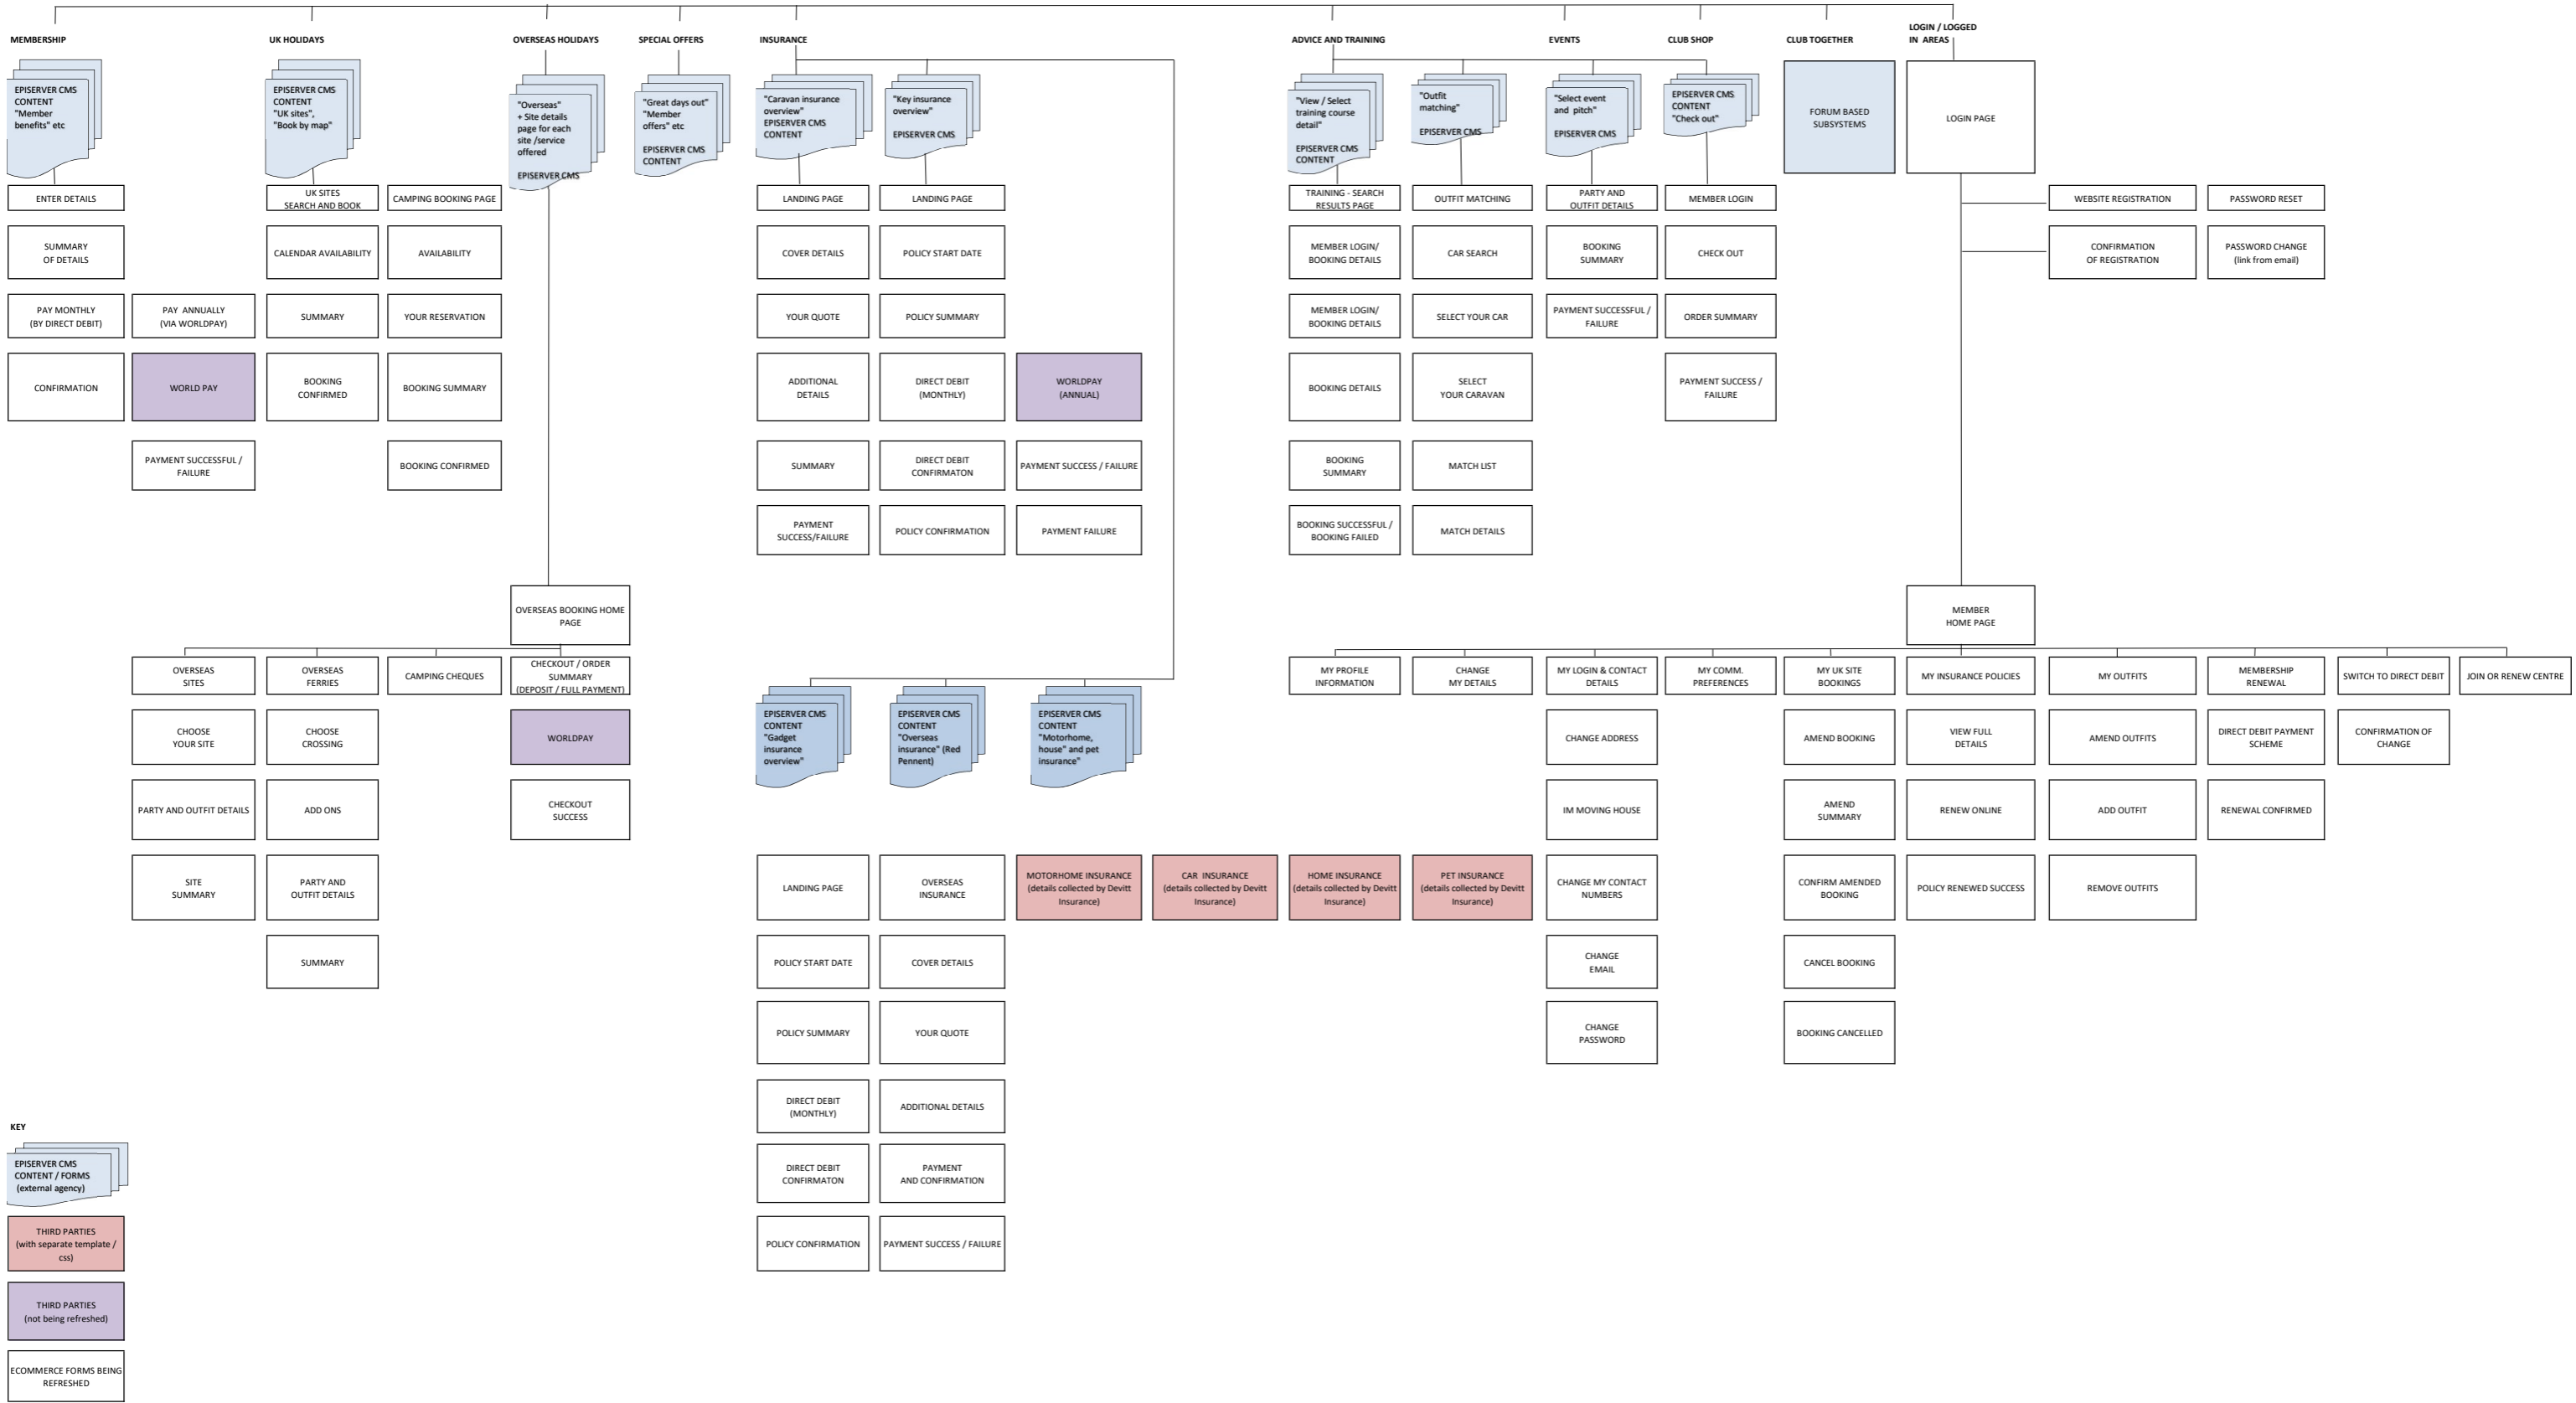 MEMBERSHIP
UK HOLIDAYS
OVERSEAS HOLIDAYS
SPECIAL OFFERS
INSURANCE
ADVICE AND TRAINING
EVENTS
CLUB SHOP
CLUB TOGETHER
LOGIN / LOGGED
IN AREAS
EPISERVER CMS
CONTENT
"Member
benefits" etc
EPISERVER CMS
CONTENT
"UK sites",
"Book by map"
"Overseas"
+ Site details
page for each
site /service
offered
EPISERVER CMS
"Great days out"
"Member
offers" etc
EPISERVER CMS
CONTENT
"Caravan insurance
overview"
EPISERVER CMS
CONTENT
"Key insurance
overview"
EPISERVER CMS
"View / Select
training course
detail"
EPISERVER CMS
CONTENT
"Outfit
matching"
EPISERVER CMS
"Select event
and pitch"
EPISERVER CMS
EPISERVER CMS
CONTENT
"Check out"
FORUM BASED
SUBSYSTEMS
LOGIN PAGE
ENTER DETAILS
UK SITES
SEARCH AND BOOK
CAMPING BOOKING PAGE
LANDING PAGE
LANDING PAGE
TRAINING - SEARCH
RESULTS PAGE
OUTFIT MATCHING
PARTY AND
OUTFIT DETAILS
MEMBER LOGIN
WEBSITE REGISTRATION
PASSWORD RESET
SUMMARY
OF DETAILS
CALENDAR AVAILABILITY
AVAILABILITY
COVER DETAILS
POLICY START DATE
MEMBER LOGIN/
BOOKING DETAILS
CAR SEARCH
BOOKING
SUMMARY
CHECK OUT
CONFIRMATION
OF REGISTRATION
PASSWORD CHANGE
(link from email)
PAY MONTHLY
(BY DIRECT DEBIT)
PAY ANNUALLY
(VIA WORLDPAY)
SUMMARY
YOUR RESERVATION
YOUR QUOTE
POLICY SUMMARY
MEMBER LOGIN/
BOOKING DETAILS
SELECT YOUR CAR
PAYMENT SUCCESSFUL /
FAILURE
ORDER SUMMARY
CONFIRMATION
WORLD PAY
BOOKING
CONFIRMED
BOOKING SUMMARY
ADDITIONAL
DETAILS
DIRECT DEBIT
(MONTHLY)
WORLDPAY
(ANNUAL)
BOOKING DETAILS
SELECT
YOUR CARAVAN
PAYMENT SUCCESS /
FAILURE
PAYMENT SUCCESSFUL /
FAILURE
BOOKING CONFIRMED
SUMMARY
DIRECT DEBIT
CONFIRMATON
PAYMENT SUCCESS / FAILURE
BOOKING
SUMMARY
MATCH LIST
PAYMENT
SUCCESS/FAILURE
POLICY CONFIRMATION
PAYMENT FAILURE
BOOKING SUCCESSFUL /
BOOKING FAILED
MATCH DETAILS
OVERSEAS BOOKING HOME
PAGE
MEMBER
HOME PAGE
OVERSEAS
SITES
OVERSEAS
FERRIES
CAMPING CHEQUES
CHECKOUT / ORDER
SUMMARY
(DEPOSIT / FULL PAYMENT)
MY PROFILE
INFORMATION
CHANGE
MY DETAILS
MY LOGIN & CONTACT
DETAILS
MY COMM.
PREFERENCES
MY UK SITE
BOOKINGS
MY INSURANCE POLICIES
MY OUTFITS
MEMBERSHIP
RENEWAL
SWITCH TO DIRECT DEBIT
JOIN OR RENEW CENTRE
CHOOSE
YOUR SITE
CHOOSE
CROSSING
WORLDPAY
EPISERVER CMS
CONTENT
"Gadget
insurance
overview"
EPISERVER CMS
CONTENT
"Overseas
insurance" (Red
Pennent)
EPISERVER CMS
CONTENT
"Motorhome,
house" and pet
insurance"
CHANGE ADDRESS
AMEND BOOKING
VIEW FULL
DETAILS
AMEND OUTFITS
DIRECT DEBIT PAYMENT
SCHEME
CONFIRMATION OF
CHANGE
PARTY AND OUTFIT DETAILS
ADD ONS
CHECKOUT
SUCCESS
IM MOVING HOUSE
AMEND
SUMMARY
RENEW ONLINE
ADD OUTFIT
RENEWAL CONFIRMED
SITE
SUMMARY
PARTY AND
OUTFIT DETAILS
LANDING PAGE
OVERSEAS
INSURANCE
MOTORHOME INSURANCE
(details collected by Devitt
Insurance)
CAR INSURANCE
(details collected by Devitt
Insurance)
HOME INSURANCE
(details collected by Devitt
Insurance)
PET INSURANCE
(details collected by Devitt
Insurance)
CHANGE MY CONTACT
NUMBERS
CONFIRM AMENDED
BOOKING
POLICY RENEWED SUCCESS
REMOVE OUTFITS
SUMMARY
POLICY START DATE
COVER DETAILS
CHANGE
EMAIL
CANCEL BOOKING
POLICY SUMMARY
YOUR QUOTE
CHANGE
PASSWORD
BOOKING CANCELLED
DIRECT DEBIT
(MONTHLY)
ADDITIONAL DETAILS
DIRECT DEBIT
CONFIRMATON
PAYMENT
AND CONFIRMATION
POLICY CONFIRMATION
PAYMENT SUCCESS / FAILURE
KEY
EPISERVER CMS
CONTENT / FORMS
(external agency)
THIRD PARTIES
(with separate template /
css)
THIRD PARTIES
(not being refreshed)
ECOMMERCE FORMS BEING
REFRESHED